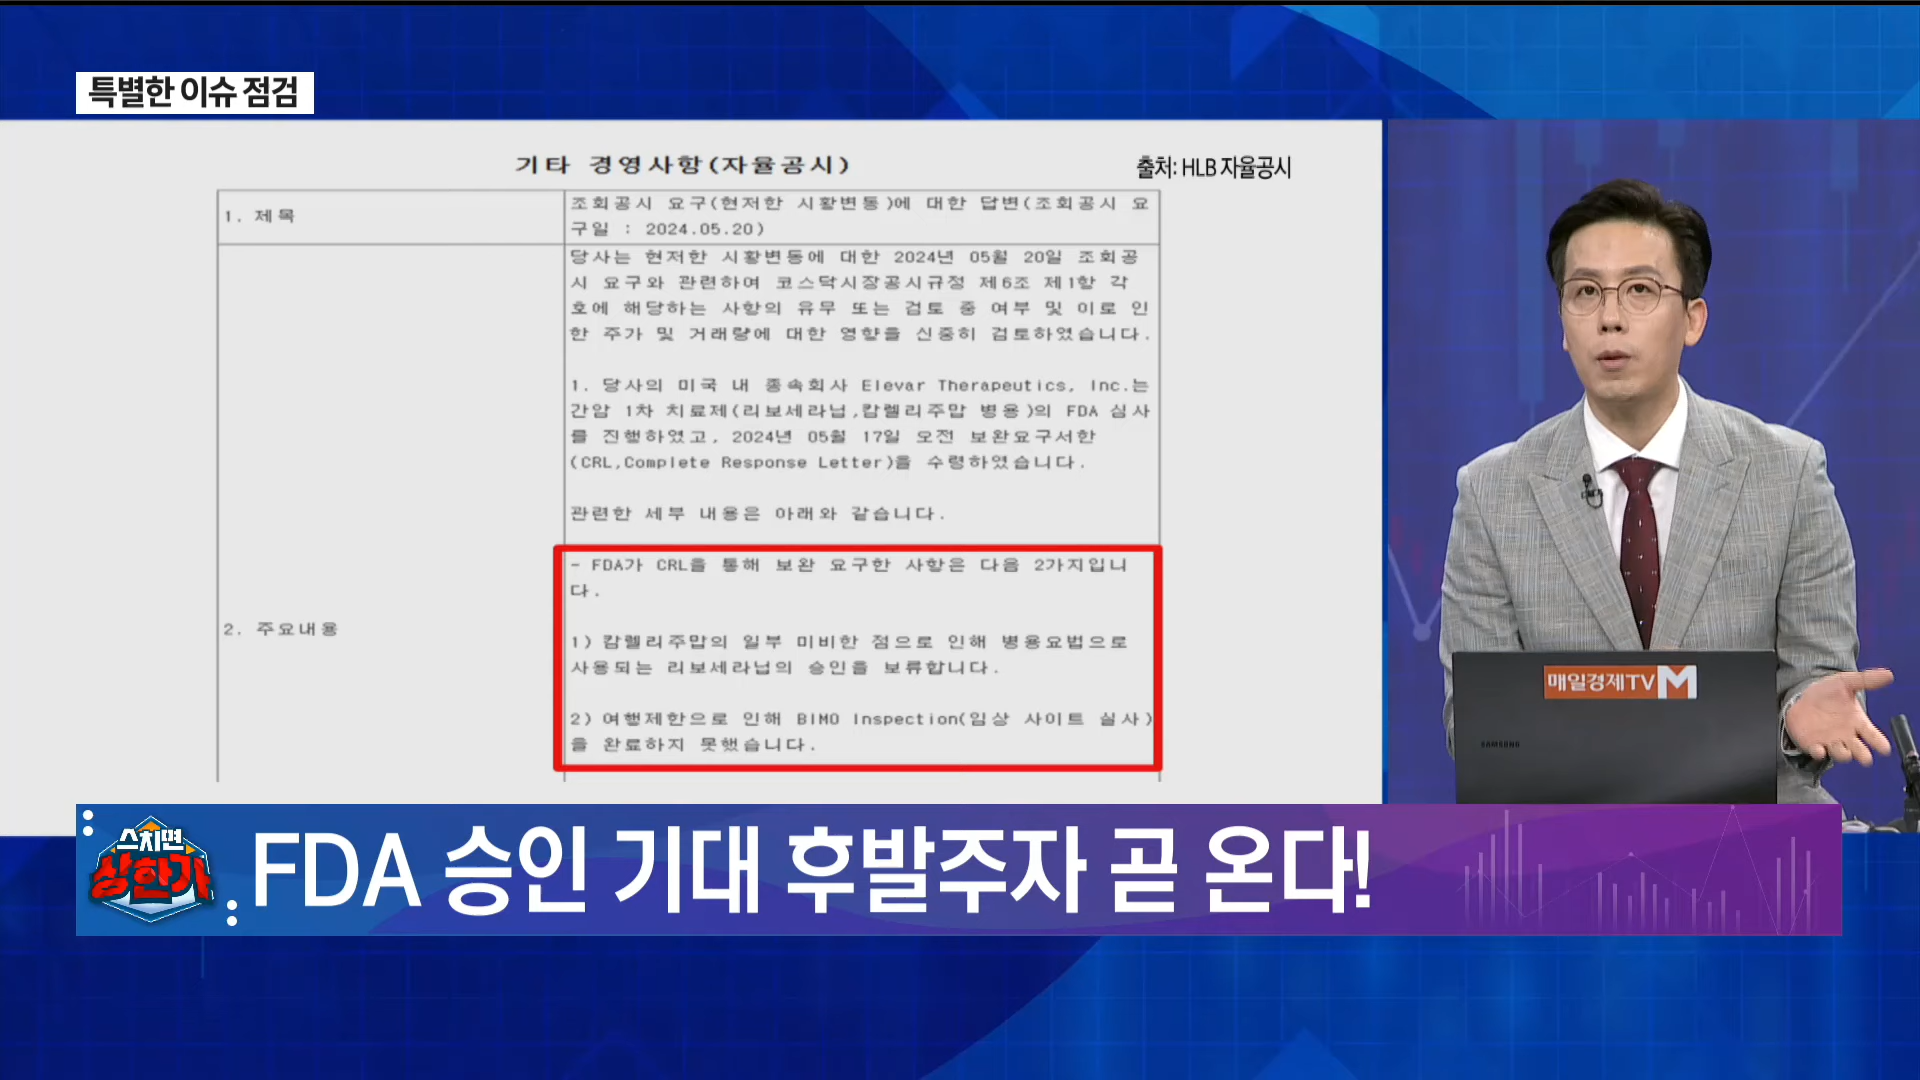 특별한 이슈 점검
기타 경영사항(자율공시)
출처: HLB 자율공시
1. 제목
조회공시 요구(현저한 시황변동)에 대한 답변(조회공시 요
구일 : 2024.05.20)
2. 주요내용
당사는 현저한 시황변동에 대한 2024년 05월 20일 조회공
시 요구와 관련하여 코스닥시장공시규정 제6조 제1항 각
호에 해당하는 사항의 유무 또는 검토 중 여부 및 이로 인
한 주가 및 거래량에 대한 영향을 신중히 검토하였습니다.
1. 당사의 미국 내 종속회사 Elevar Therapeutics, Inc.는
간암 1차 치료제(리보세라닙,캄렐리주맙 병용)의 FDA 심사
를 진행하였고, 2024년 05월 17일 오전 보완요구서한
(CRL,Complete Response Letter)을 수령하였습니다.
관련한 세부 내용은 아래와 같습니다.
- FDA가 CRL을 통해 보완 요구한 사항은 다음 2가지입니
다.
1) 캄렐리주맙의 일부 미비한 점으로 인해 병용요법으로
사용되는 리보세라닙의 승인을 보류합니다.
2) 여행제한으로 인해 BIMO Inspection(임상 사이트 실사)
을 완료하지 못했습니다.
매일경제TV M
SAMSUNG
스치면
상한가
FDA 승인 기대 후발주자 곧 온다!